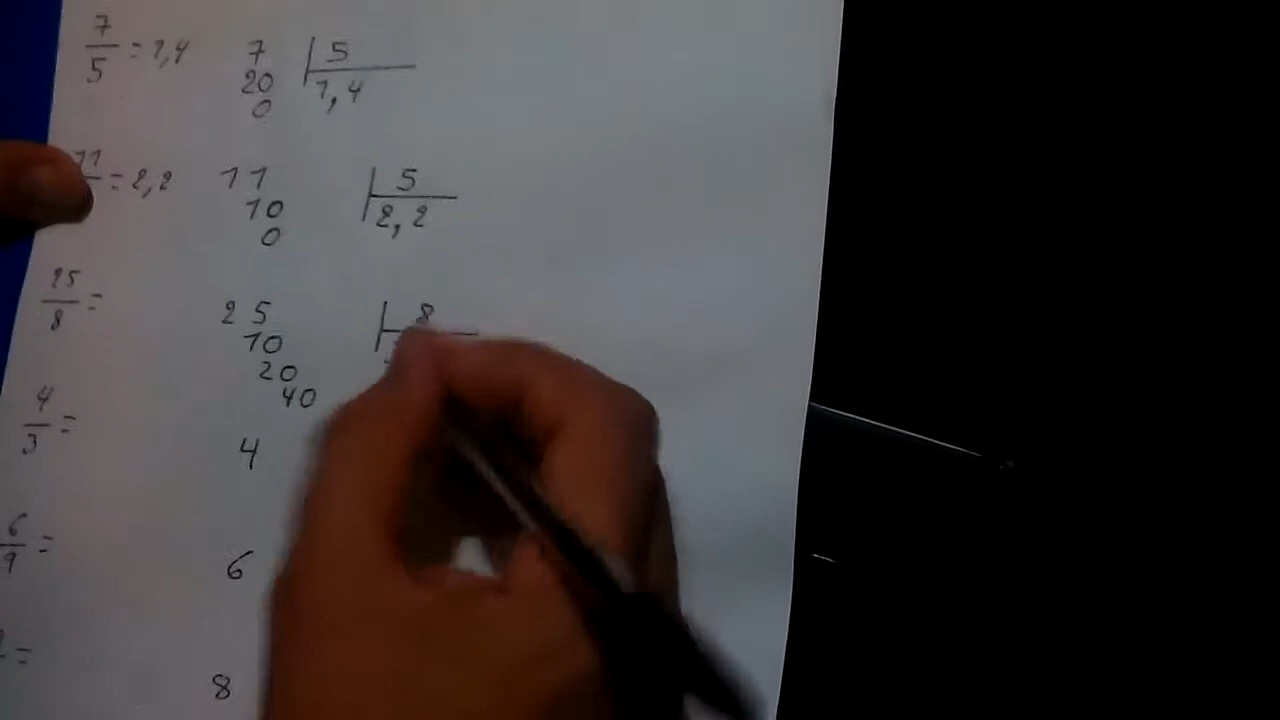 7/5 = 1,4 7 5
20 1,4
0
11 = 2,2 11 5
10 2,2
0
25/8 = 25 8
10
20
40
4/3 = 4
6/9 = 6
= 8